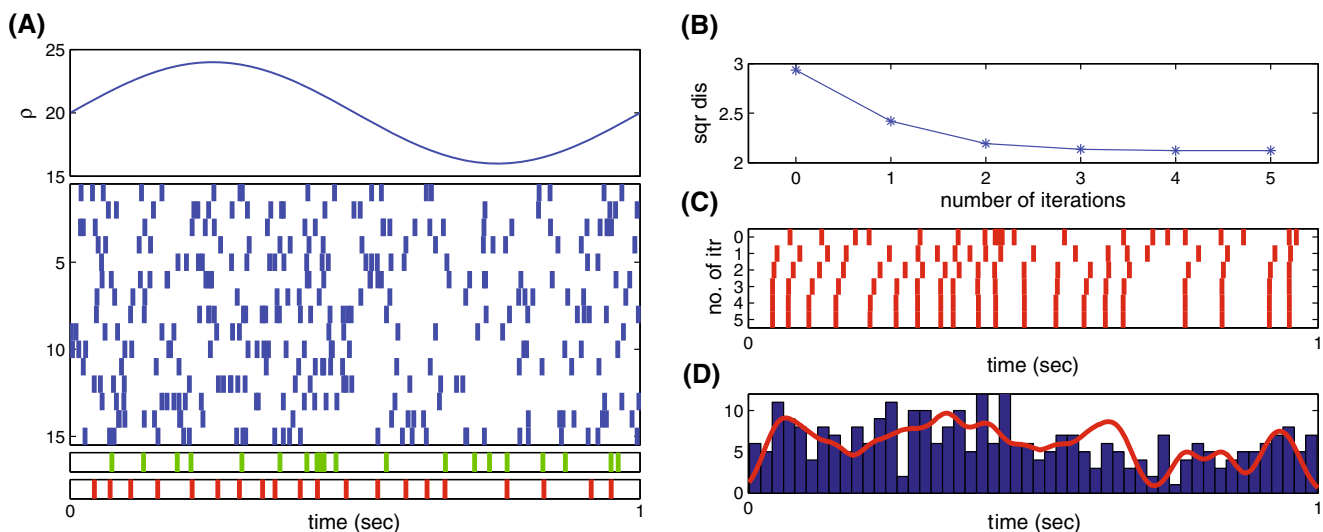 (A)
25
20
15
ρ
5
10
15
0
1
time (sec)
(B)
3
2.5
2
sqr dis
0 1 2 3 4 5
number of iterations
(C)
0
1
2
3
4
5
no. of itr
0
1
time (sec)
(D)
10
5
0
0
1
time (sec)